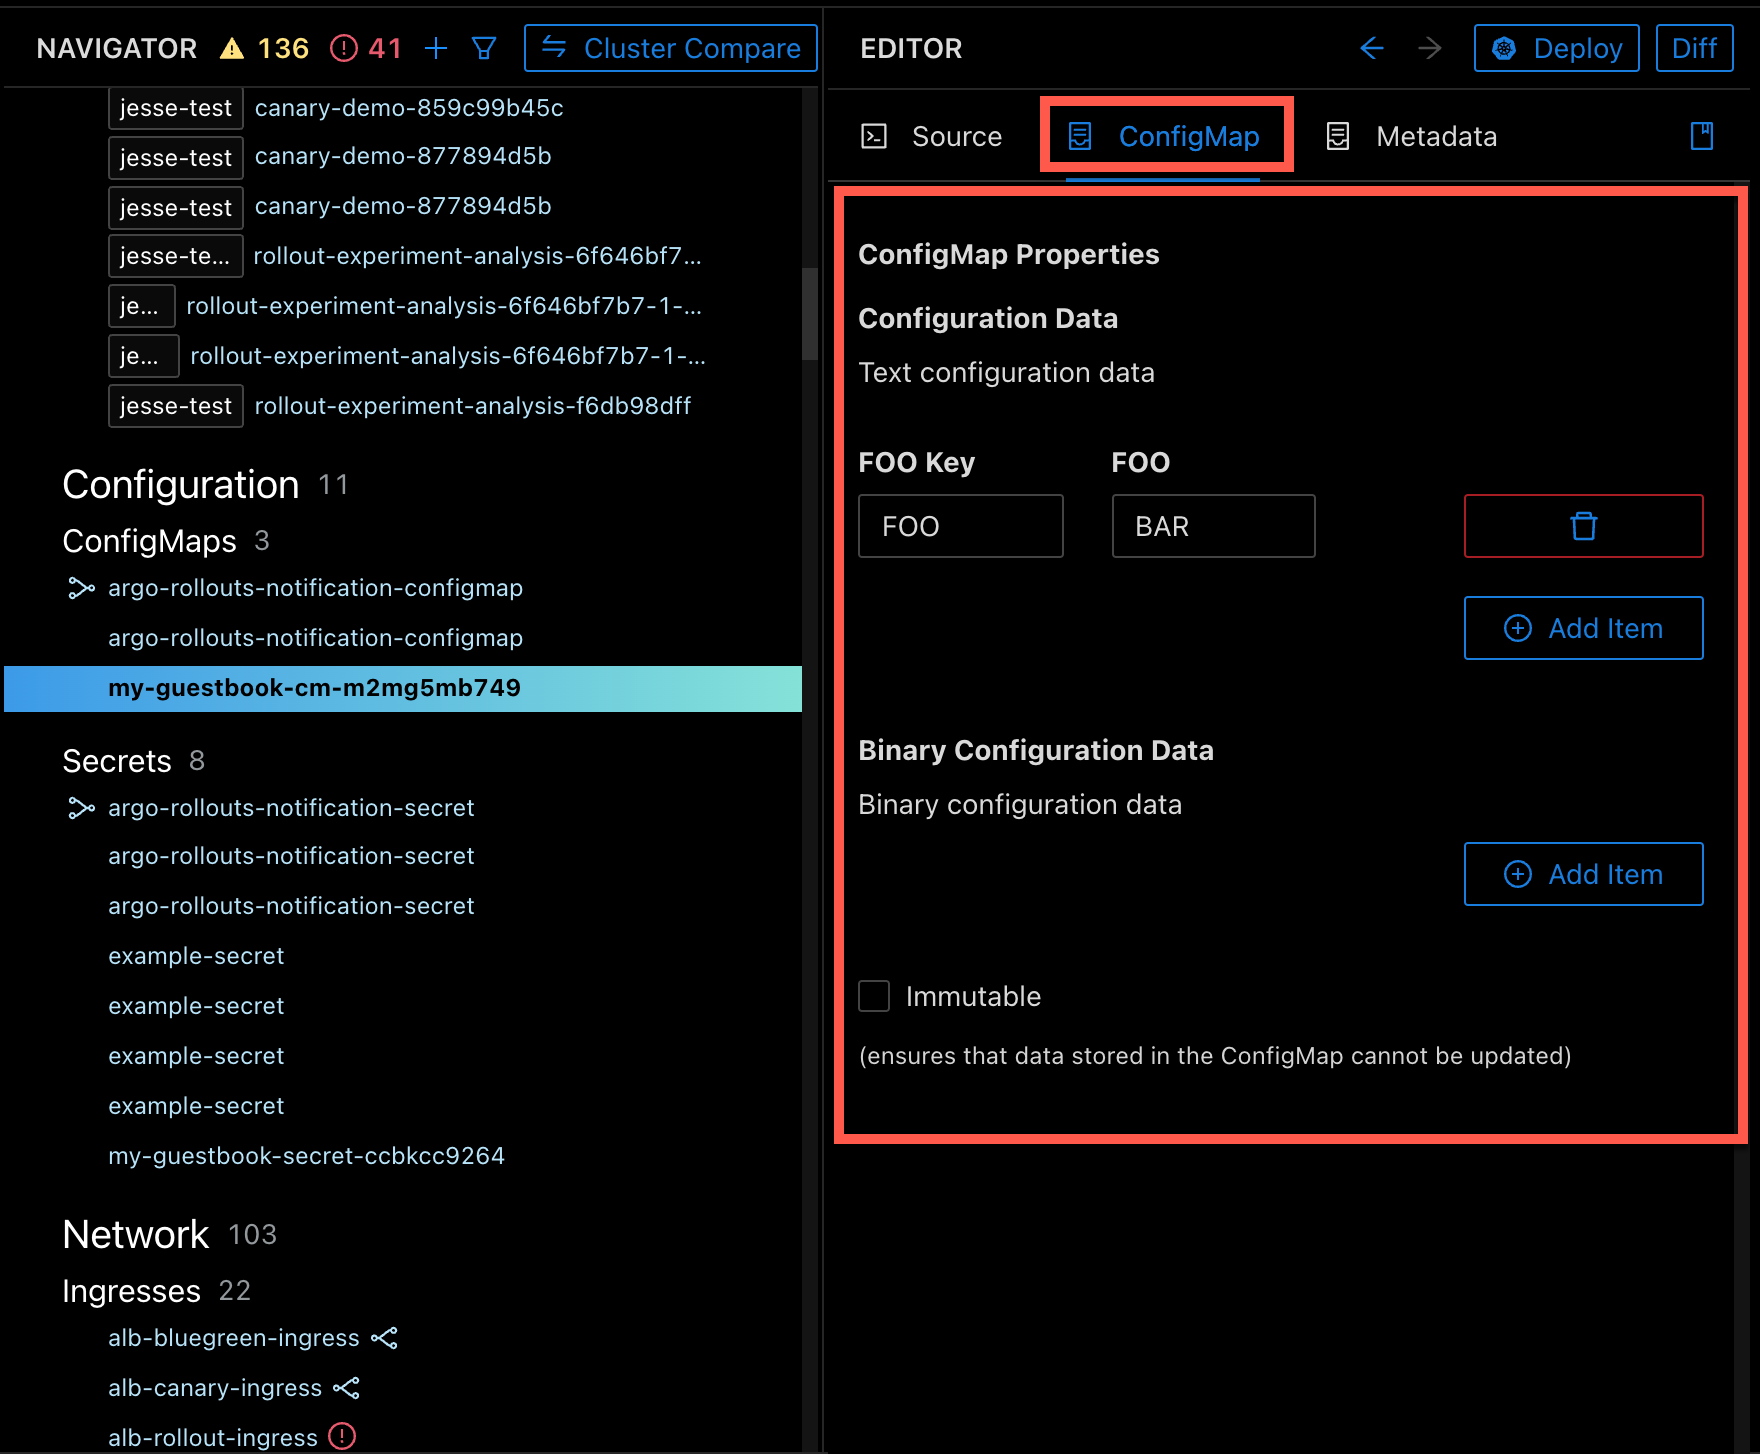 NAVIGATOR 136 41 Cluster Compare
jesse-test canary-demo-859c99b45c
jesse-test canary-demo-877894d5b
jesse-test canary-demo-877894d5b
jesse-te... rollout-experiment-analysis-6f646bf7...
je... rollout-experiment-analysis-6f646bf7b7-1-...
je... rollout-experiment-analysis-6f646bf7b7-1-...
jesse-test rollout-experiment-analysis-f6db98dff
Configuration 11
ConfigMaps 3
argo-rollouts-notification-configmap
argo-rollouts-notification-configmap
my-guestbook-cm-m2mg5mb749
Secrets 8
argo-rollouts-notification-secret
argo-rollouts-notification-secret
argo-rollouts-notification-secret
example-secret
example-secret
example-secret
example-secret
my-guestbook-secret-ccbkcc9264
Network 103
Ingresses 22
alb-bluegreen-ingress
alb-canary-ingress
alb-rollout-ingress
EDITOR Deploy Diff
Source ConfigMap Metadata
ConfigMap Properties
Configuration Data
Text configuration data
FOO Key FOO
FOO BAR
Add Item
Binary Configuration Data
Binary configuration data
Add Item
Immutable
(ensures that data stored in the ConfigMap cannot be updated)